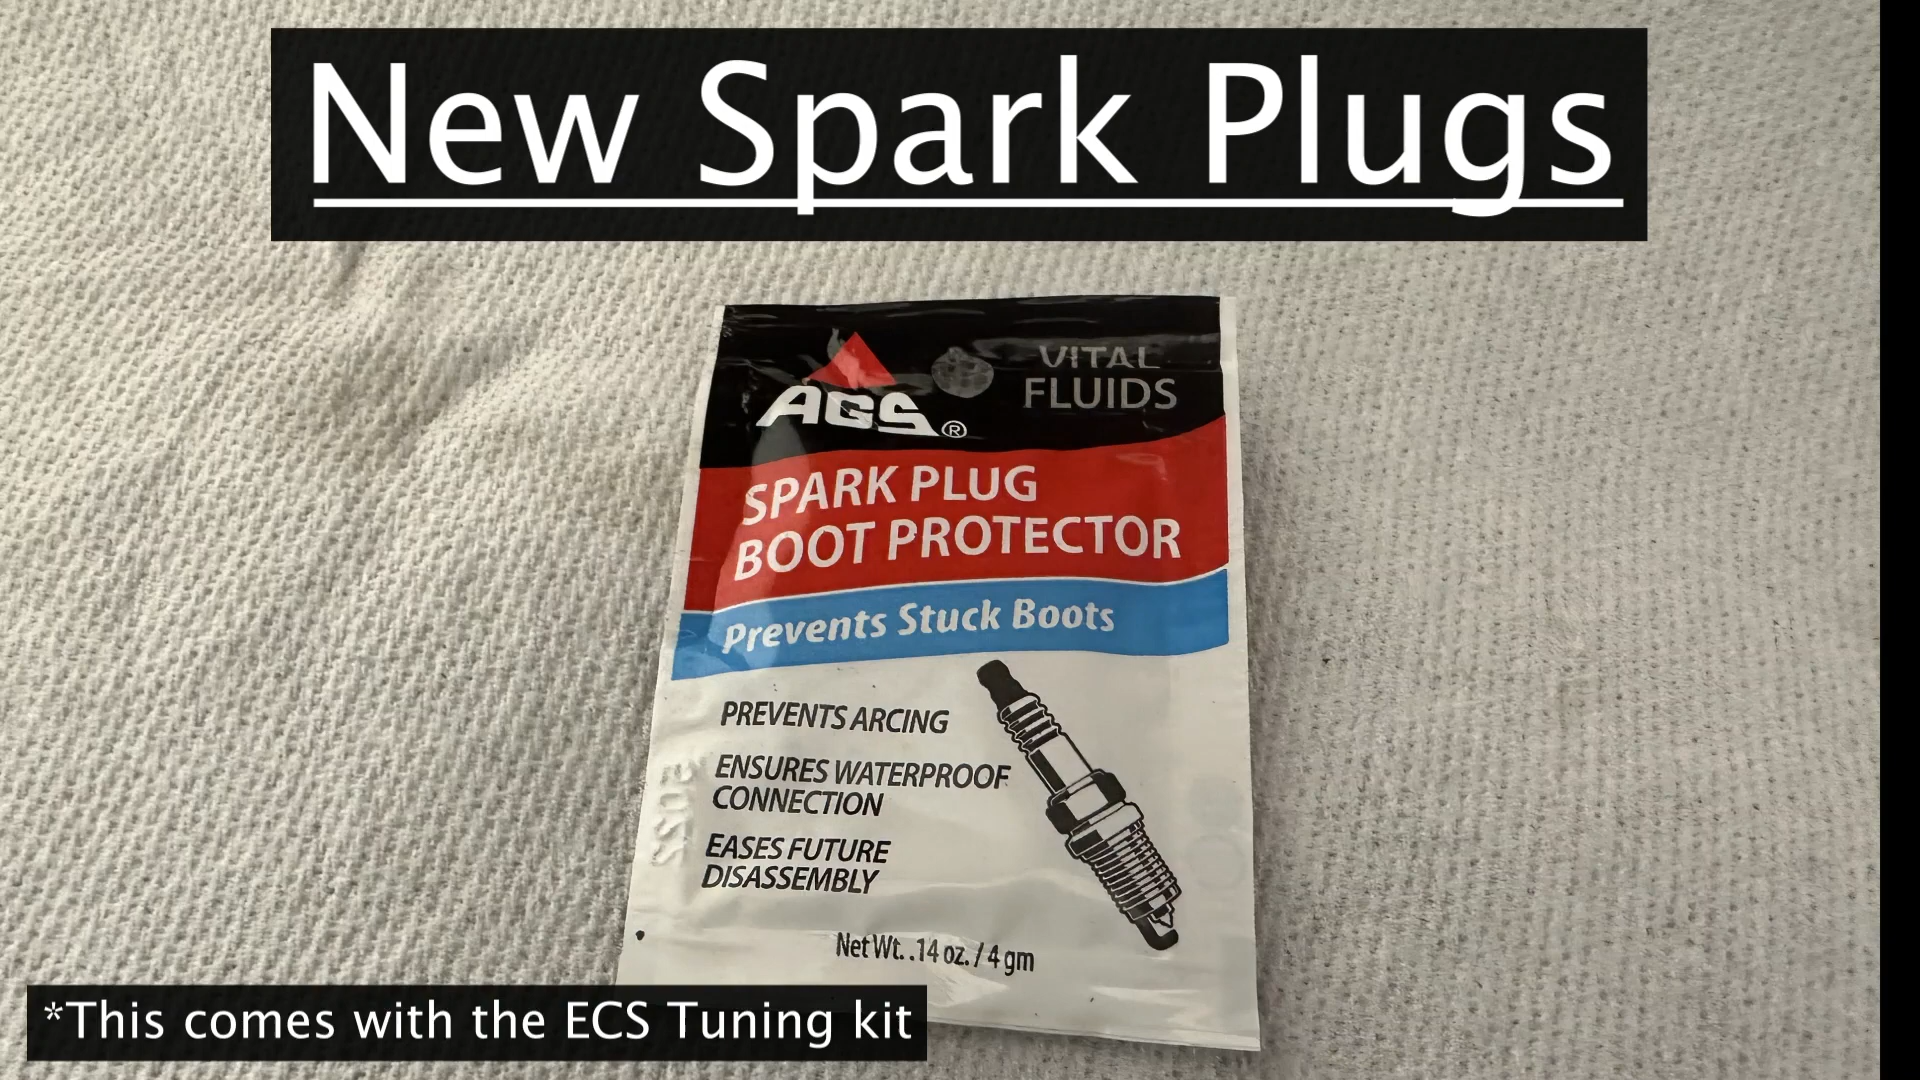 New Spark Plugs
AGS®
VITAL
FLUIDS
SPARK PLUG
BOOT PROTECTOR
Prevents Stuck Boots
PREVENTS ARCING
ENSURES WATERPROOF
CONNECTION
EASES FUTURE
DISASSEMBLY
Net Wt. .14 oz. / 4 gm
*This comes with the ECS Tuning kit